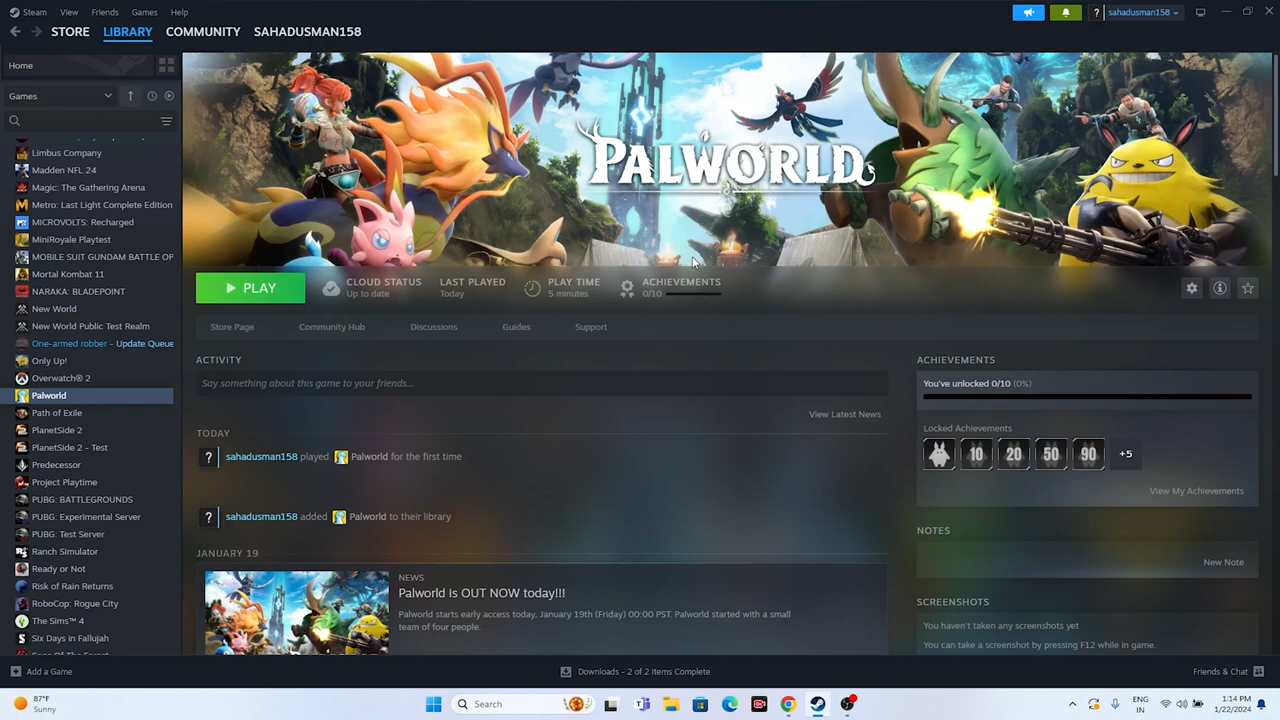 Steam View Friends Games Help
? sahadusman158
STORE LIBRARY COMMUNITY SAHADUSMAN158
Home
Games
Limbus Company
Madden NFL 24
Magic: The Gathering Arena
Metro: Last Light Complete Edition
MICROVOLTS: Recharged
MiniRoyale Playtest
MOBILE SUIT GUNDAM BATTLE OP
Mortal Kombat 11
NARAKA: BLADEPOINT
New World
New World Public Test Realm
One-armed robber - Update Queue
Only Up!
Overwatch® 2
Palworld
Path of Exile
PlanetSide 2
PlanetSide 2 - Test
Predecessor
Project Playtime
PUBG: BATTLEGROUNDS
PUBG: Experimental Server
PUBG: Test Server
Ranch Simulator
Ready or Not
Risk of Rain Returns
RoboCop: Rogue City
The Sims™ 4
Six Days in Fallujah
PALWORLD
PLAY
CLOUD STATUS
Up to date
LAST PLAYED
Today
PLAY TIME
5 minutes
ACHIEVEMENTS
0/10
Store Page Community Hub Discussions Guides Support
ACTIVITY
Say something about this game to your friends...
View Latest News
TODAY
? sahadusman158 played Palworld for the first time
? sahadusman158 added Palworld to their library
JANUARY 19
NEWS
Palworld is OUT NOW today!!!
Palworld starts early access today, January 19th (Friday) 00:00 PST. Palworld started with a small
team of four people.
ACHIEVEMENTS
You've unlocked 0/10 (0%)
Locked Achievements
10 20 50 90 +5
View My Achievements
NOTES
New Note
SCREENSHOTS
You haven't taken any screenshots yet
You can take a screenshot by pressing F12 while in game.
Add a Game
Downloads - 2 of 2 Items Complete
Friends & Chat
87°F
Sunny
Search
ENG
IN
1:14 PM
1/22/2024